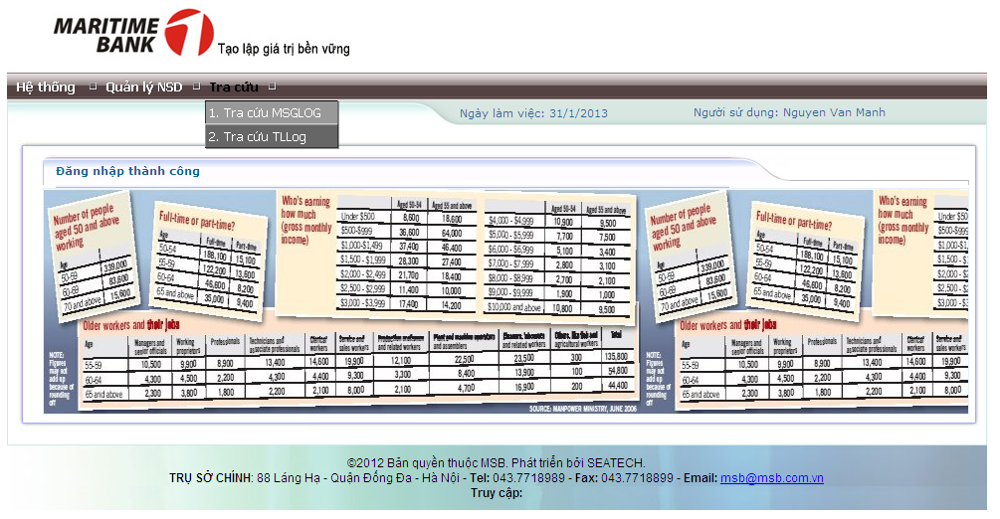 MARITIME
BANK
Tạo lập giá trị bền vững
Hệ thống Quản lý NSD Tra cứu
1. Tra cứu MSGLOG
2. Tra cứu TLLog
Ngày làm việc: 31/1/2013
Người sử dụng: Nguyen Van Manh
Đăng nhập thành công
Number of people
aged 50 and above
working
Age
50-59 339,000
60-69 83,600
70 and above 15,600
Full-time or part-time?
Age Full-time Part-time
50-54 188,100 15,100
55-59 122,200 13,600
60-64 46,600 8,200
65 and above 35,000 9,400
Who's earning
how much
(gross monthly
income)
Aged 50-54 Aged 55 and above
Under $500 8,600 18,600
$500-$999 36,600 64,000
$1,000-$1,499 37,400 46,400
$1,500 - $1,999 28,300 27,400
$2,000 - $2,499 21,700 18,400
$2,500 - $2,999 11,400 10,000
$3,000 - $3,999 17,400 14,200
Aged 50-54 Aged 55 and above
$4,000 - $4,999 10,900 9,500
$5,000 - $5,999 7,700 7,500
$6,000 - $6,999 5,100 3,400
$7,000 - $7,999 2,800 3,100
$8,000 - $8,999 2,700 2,100
$9,000 - $9,999 1,900 1,000
$10,000 and above 10,800 9,500
Older workers and their jobs
Age Managers and senior officials Working proprietors Professionals Technicians and associate professionals Clerical workers Service and sales workers Production craftsmen and related workers Plant and machine operators and assemblers Cleaners, labourers and related workers Others, like fish and agricultural workers Total
55-59 10,500 9,900 8,900 13,400 14,600 19,900 12,100 22,500 23,500 300 135,800
60-64 4,300 4,500 2,200 4,300 4,400 9,300 3,300 8,400 13,900 100 54,800
65 and above 2,300 3,800 1,800 2,200 2,100 8,000 2,100 4,700 16,900 200 44,400
NOTE:
Figures
may not
add up
because of
rounding
off
SOURCE: MANPOWER MINISTRY, JUNE 2006
Number of people
aged 50 and above
working
Age
50-59 339,000
60-69 83,600
70 and above 15,600
Full-time or part-time?
Age Full-time Part-time
50-54 188,100 15,100
55-59 122,200 13,600
60-64 46,600 8,200
65 and above 35,000 9,400
Who's earning
how much
(gross monthly
income)
Under $50
$500-$99
$1,000-$1
$1,500 - $
$2,000 - $
$2,500 - $
$3,000 - $
Older workers and their jobs
Age Managers and senior officials Working proprietors Professionals Technicians and associate professionals Clerical workers Service and sales workers
55-59 10,500 9,900 8,900 13,400 14,600 19,900
60-64 4,300 4,500 2,200 4,300 4,400 9,300
65 and above 2,300 3,800 1,800 2,200 2,100 8,000
NOTE:
Figures
may not
add up
because of
rounding
off
©2012 Bản quyền thuộc MSB. Phát triển bởi SEATECH.
TRỤ SỞ CHÍNH: 88 Láng Hạ - Quận Đống Đa - Hà Nội - Tel: 043.7718989 - Fax: 043.7718899 - Email: msb@msb.com.vn
Truy cập: